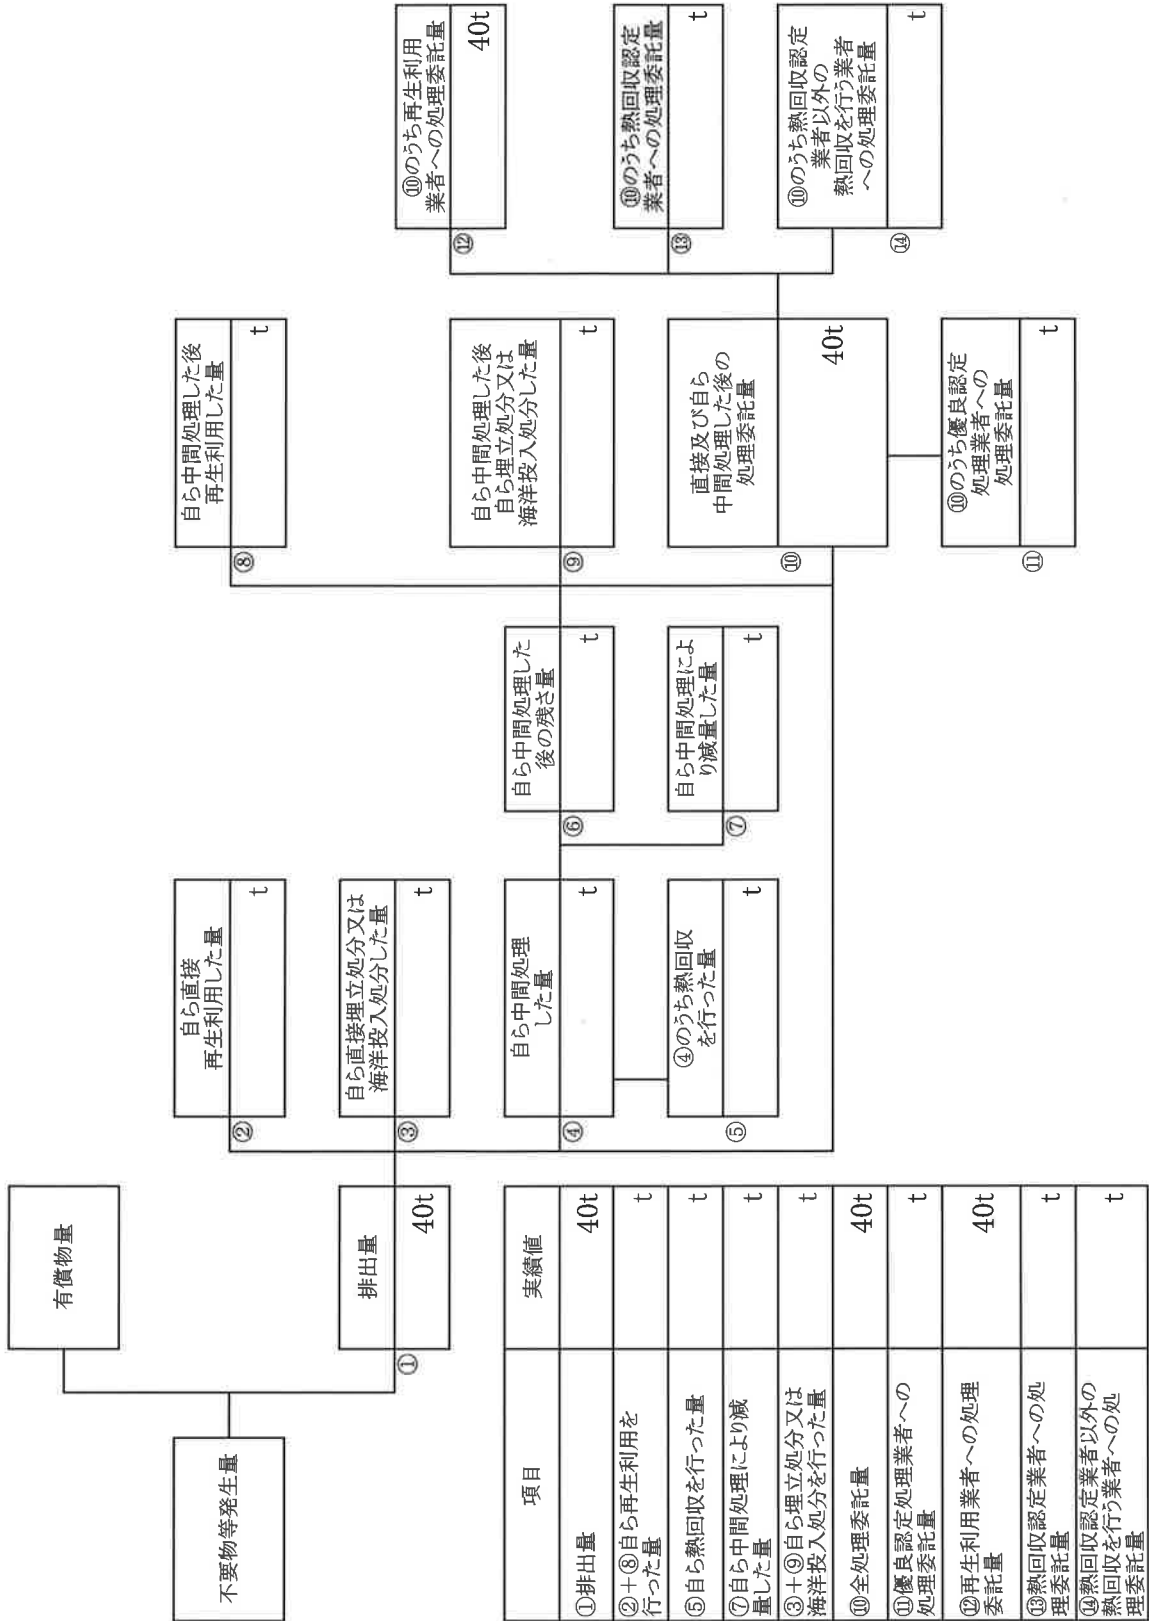 不要物等発生量
有償物量
排出量
①
40t
自ら直接
再生利用した量
②
t
自ら直接埋立処分又は
海洋投入処分した量
③
t
自ら中間処理
した量
④
t
④のうち熱回収
を行った量
⑤
t
自ら中間処理した
後の残さ量
⑥
t
自ら中間処理によ
り減量した量
⑦
t
自ら中間処理した後
再生利用した量
⑧
t
自ら中間処理した後
自ら埋立処分又は
海洋投入処分した量
⑨
t
直接及び自ら
中間処理した後の
処理委託量
⑩
40t
⑩のうち優良認定
処理業者への
処理委託量
⑪
t
⑩のうち再生利用
業者への処理委託量
⑫
40t
⑩のうち熱回収認定
業者への処理委託量
⑬
t
⑩のうち熱回収認定
業者以外の
熱回収を行う業者
への処理委託量
⑭
t
項目 実績値
①排出量 40t
②+⑧自ら再生利用を
行った量 t
⑤自ら熱回収を行った量 t
⑦自ら中間処理により減
量した量 t
③+⑨自ら埋立処分又は
海洋投入処分を行った量 t
⑩全処理委託量 40t
⑪優良認定処理業者への
処理委託量 t
⑫再生利用業者への処理
委託量 40t
⑬熱回収認定業者への処
理委託量 t
⑭熱回収認定業者以外の
熱回収を行う業者への処
理委託量 t